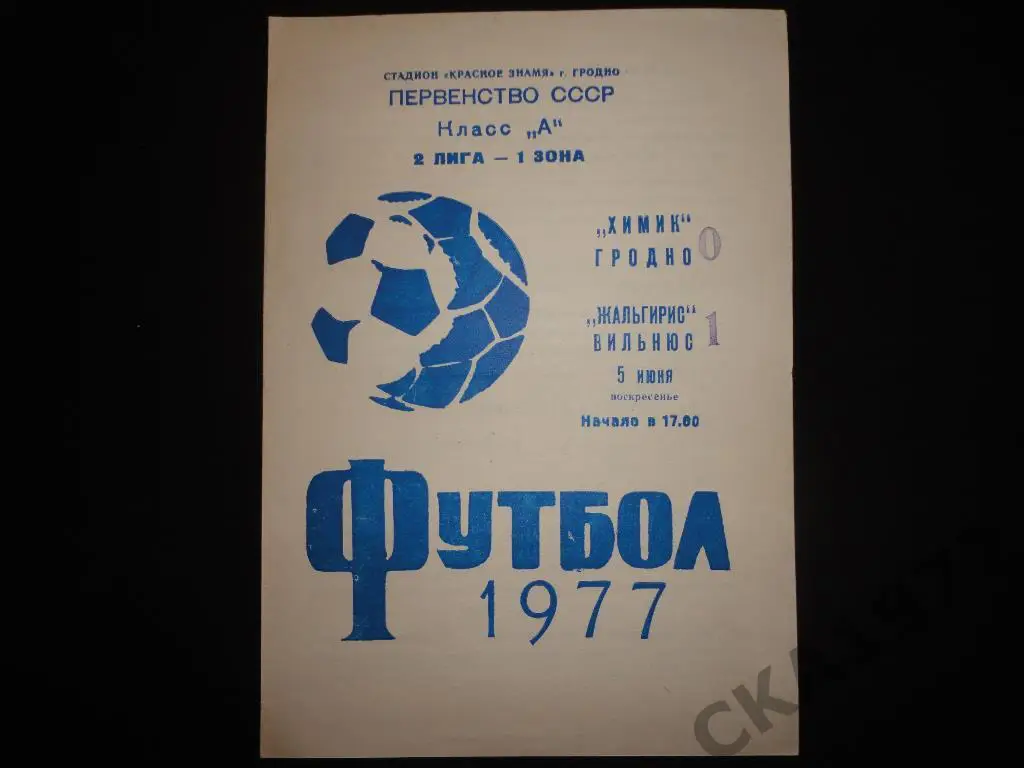 СТАДИОН «КРАСНОЕ ЗНАМЯ» г. ГРОДНО
ПЕРВЕНСТВО СССР
Класс „А“
2 ЛИГА — 1 ЗОНА
„ХИМИК“
ГРОДНО 0
„ЖАЛЬГИРИС“
ВИЛЬНЮС 1
5 июня
воскресенье
Начало в 17.00
ФУТБОЛ
1977